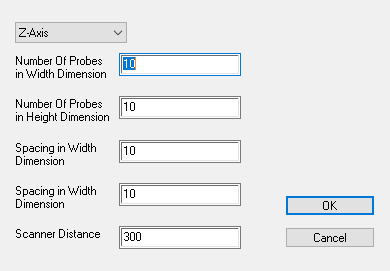 Z-Axis
Number Of Probes
in Width Dimension
10
Number Of Probes
in Height Dimension
10
Spacing in Width
Dimension
10
Spacing in Width
Dimension
10
OK
Scanner Distance
300
Cancel